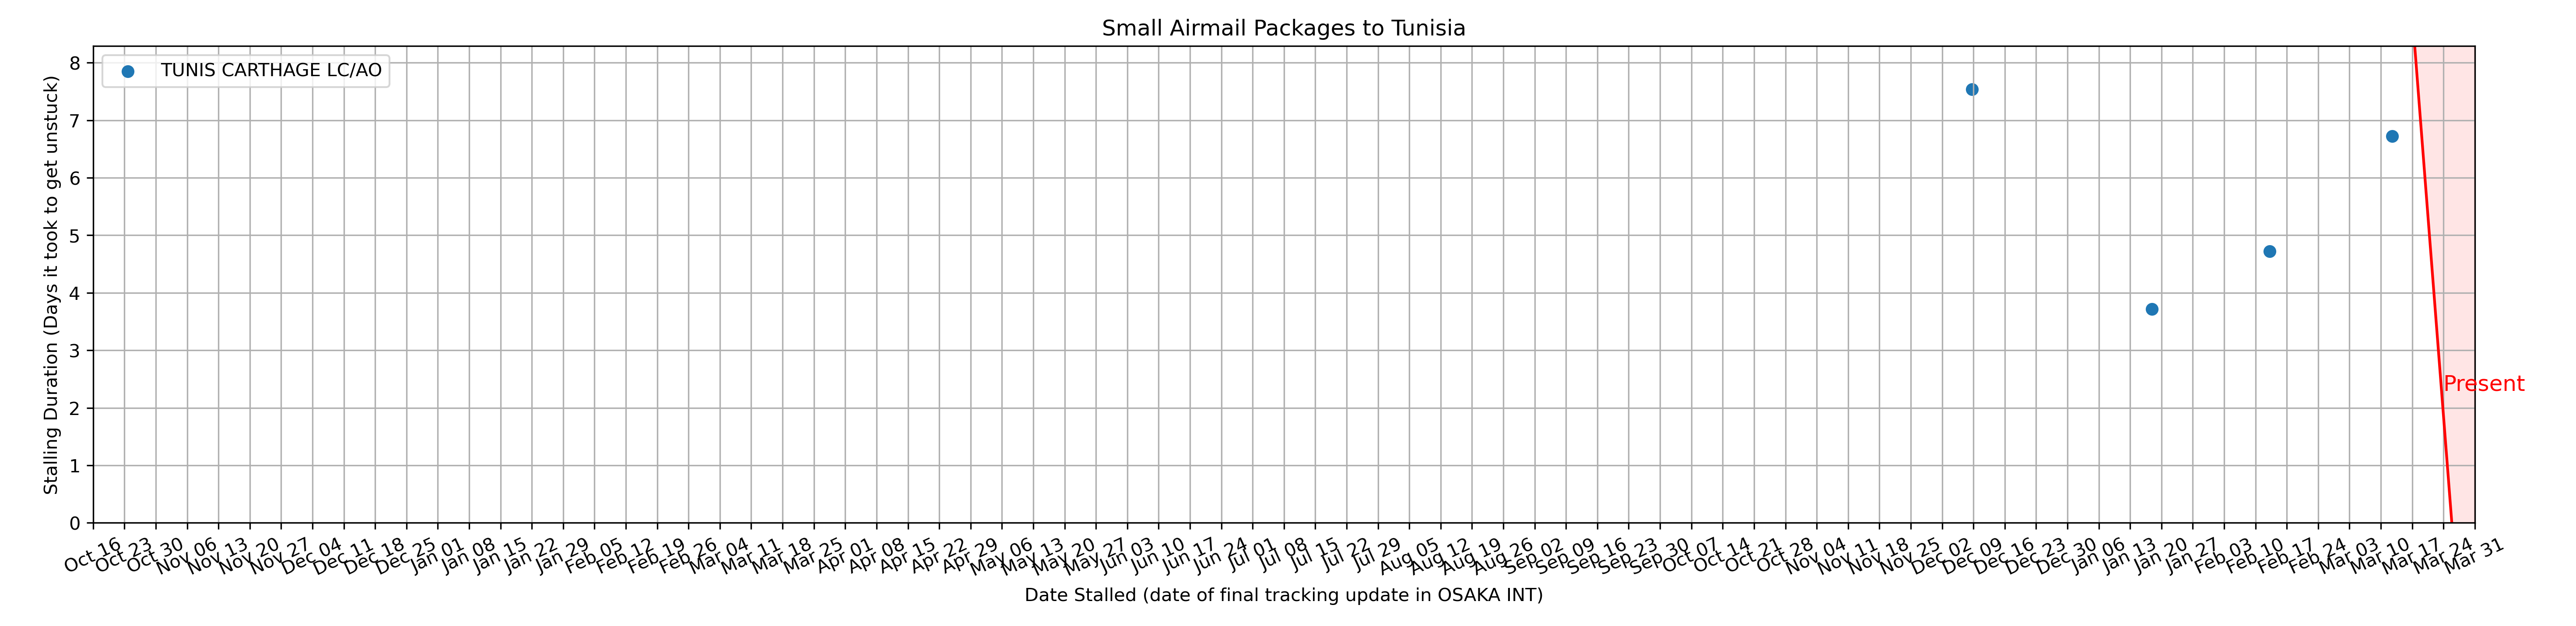 Small Airmail Packages to Tunisia
TUNIS CARTHAGE LC/AO
Stalling Duration (Days it took to get unstuck)
8
7
6
5
4
3
2
1
0
Present
Oct 16
Oct 23
Oct 30
Nov 06
Nov 13
Nov 20
Nov 27
Dec 04
Dec 11
Dec 18
Dec 25
Jan 01
Jan 08
Jan 15
Jan 22
Jan 29
Feb 05
Feb 12
Feb 19
Feb 26
Mar 04
Mar 11
Mar 18
Mar 25
Apr 01
Apr 08
Apr 15
Apr 22
Apr 29
May 06
May 13
May 20
May 27
Jun 03
Jun 10
Jun 17
Jun 24
Jul 01
Jul 08
Jul 15
Jul 22
Jul 29
Aug 05
Aug 12
Aug 19
Aug 26
Sep 02
Sep 09
Sep 16
Sep 23
Sep 30
Oct 07
Oct 14
Oct 21
Oct 28
Nov 04
Nov 11
Nov 18
Nov 25
Dec 02
Dec 09
Dec 16
Dec 23
Dec 30
Jan 06
Jan 13
Jan 20
Jan 27
Feb 03
Feb 10
Feb 17
Feb 24
Mar 03
Mar 10
Mar 17
Mar 24
Mar 31
Date Stalled (date of final tracking update in OSAKA INT)